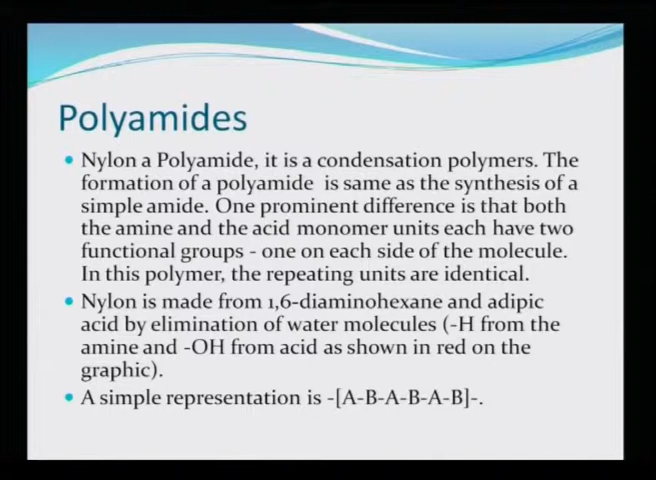 Polyamides
Nylon a Polyamide, it is a condensation polymers. The
formation of a polyamide is same as the synthesis of a
simple amide. One prominent difference is that both
the amine and the acid monomer units each have two
functional groups - one on each side of the molecule.
In this polymer, the repeating units are identical.
Nylon is made from 1,6-diaminohexane and adipic
acid by elimination of water molecules (-H from the
amine and -OH from acid as shown in red on the
graphic).
A simple representation is -[A-B-A-B-A-B]-.